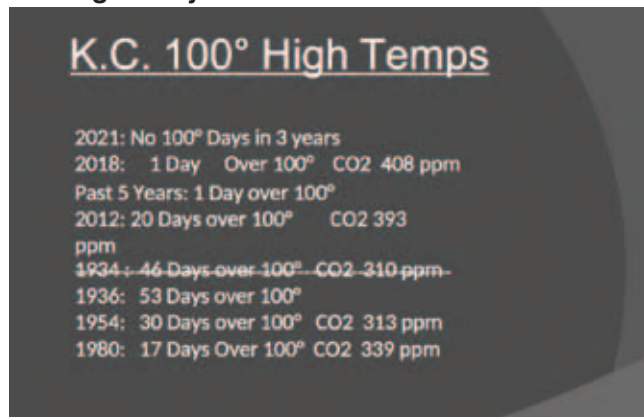 K.C. 100° High Temps
2021: No 100° Days in 3 years
2018: 1 Day Over 100° CO2 408 ppm
Past 5 Years: 1 Day over 100°
2012: 20 Days over 100° CO2 393
ppm
1934 : 46 Days over 100° CO2 310 ppm
1936: 53 Days over 100°
1954: 30 Days over 100° CO2 313 ppm
1980: 17 Days Over 100° CO2 339 ppm